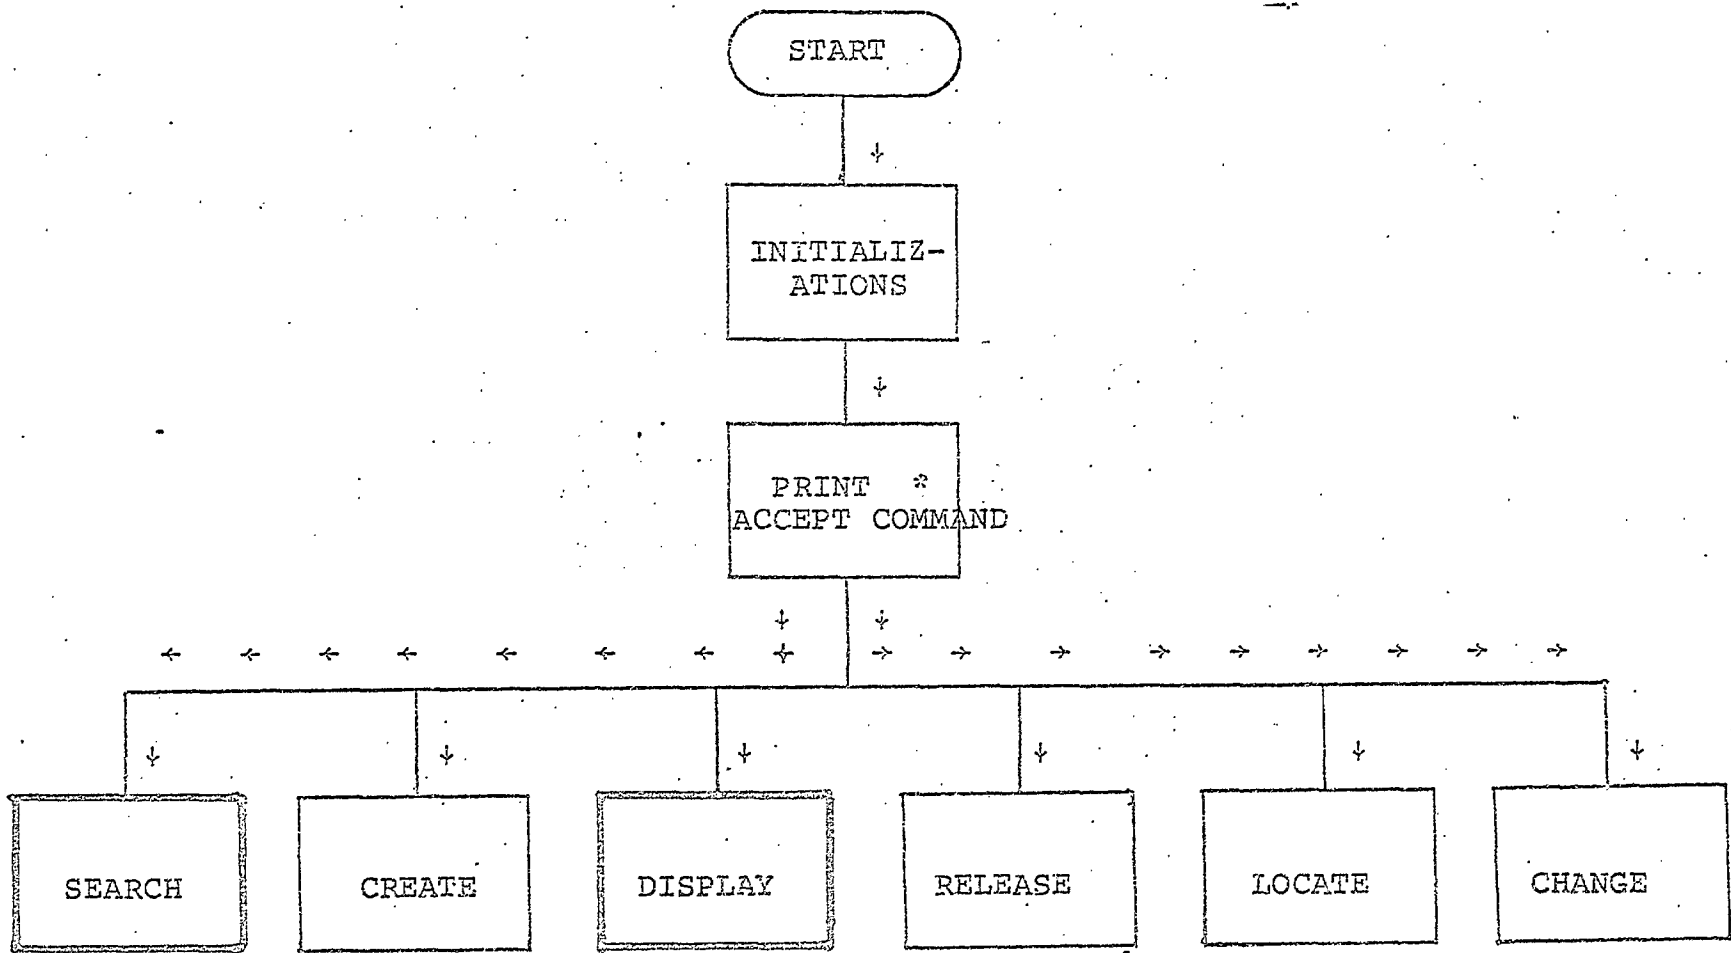 START
INITIALIZ-
ATIONS
PRINT *
ACCEPT COMMAND
SEARCH
CREATE
DISPLAY
RELEASE
LOCATE
CHANGE